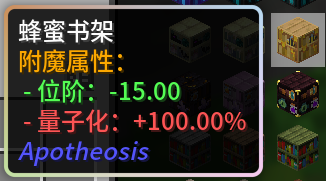 蜂蜜书架
附魔属性：
- 位阶：-15.00
- 量子化：+100.00%
Apotheosis